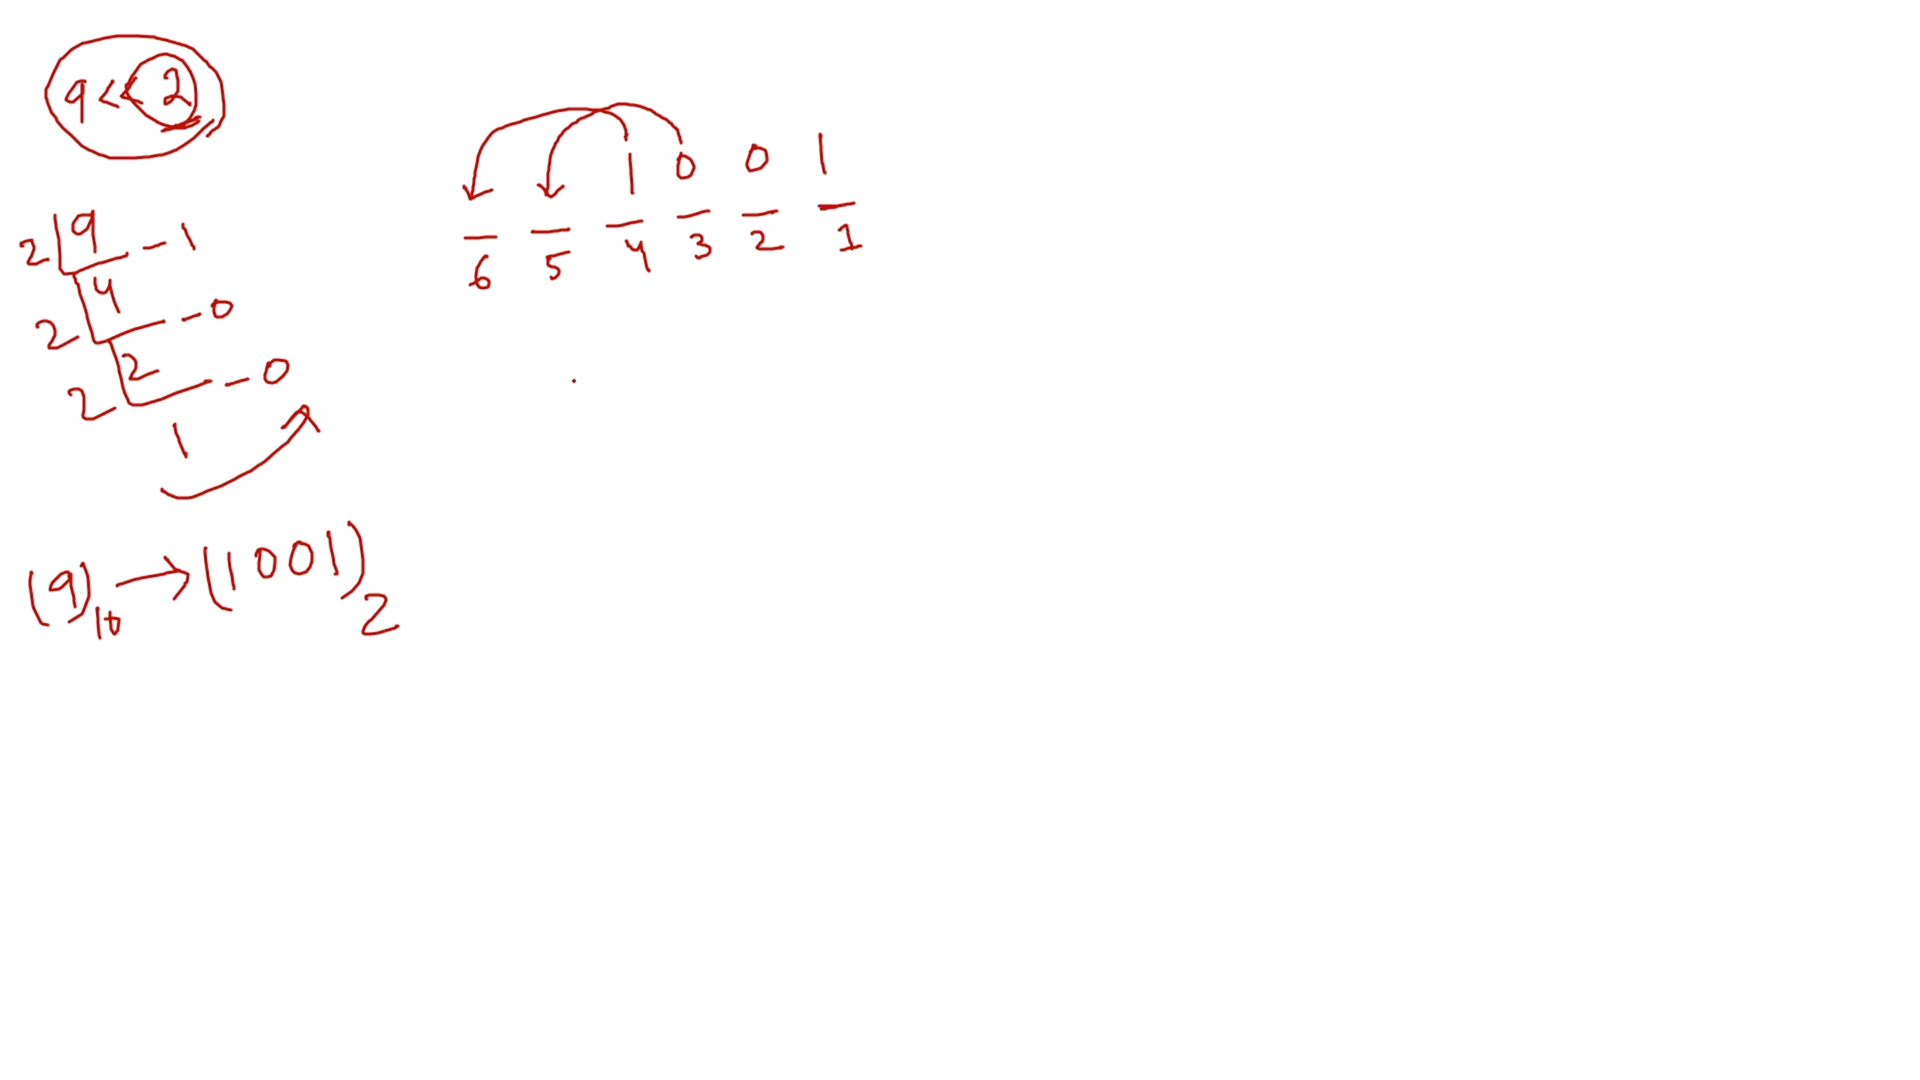 9<<2
1 0 0 1
6 5 4 3 2 1
2 9 - 1
2 4 - 0
2 2 - 0
1
(9)10 → (1001)2